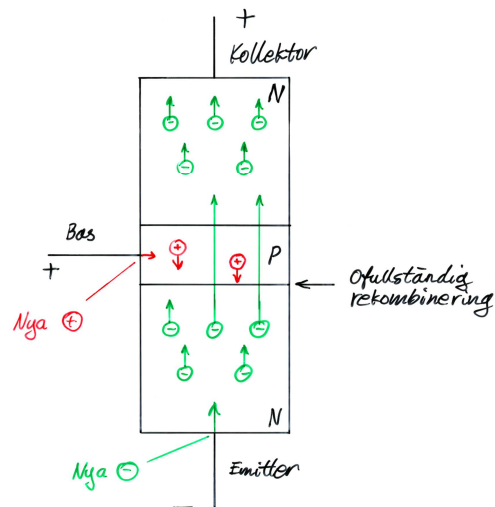 +
Kollektor
N
Bas
+
P
Ofullständig
rekombinering
Nya ⊕
N
Nya ⊖
Emitter
−